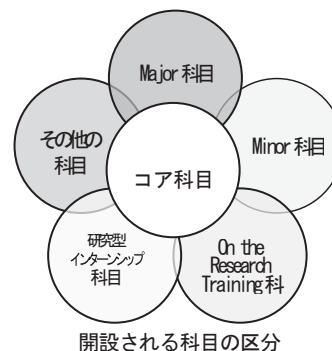 Major 科目
その他の
科目
Minor 科目
コア科目
研究型
インターンシップ
科目
On the
Research
Training 科
開設される科目の区分